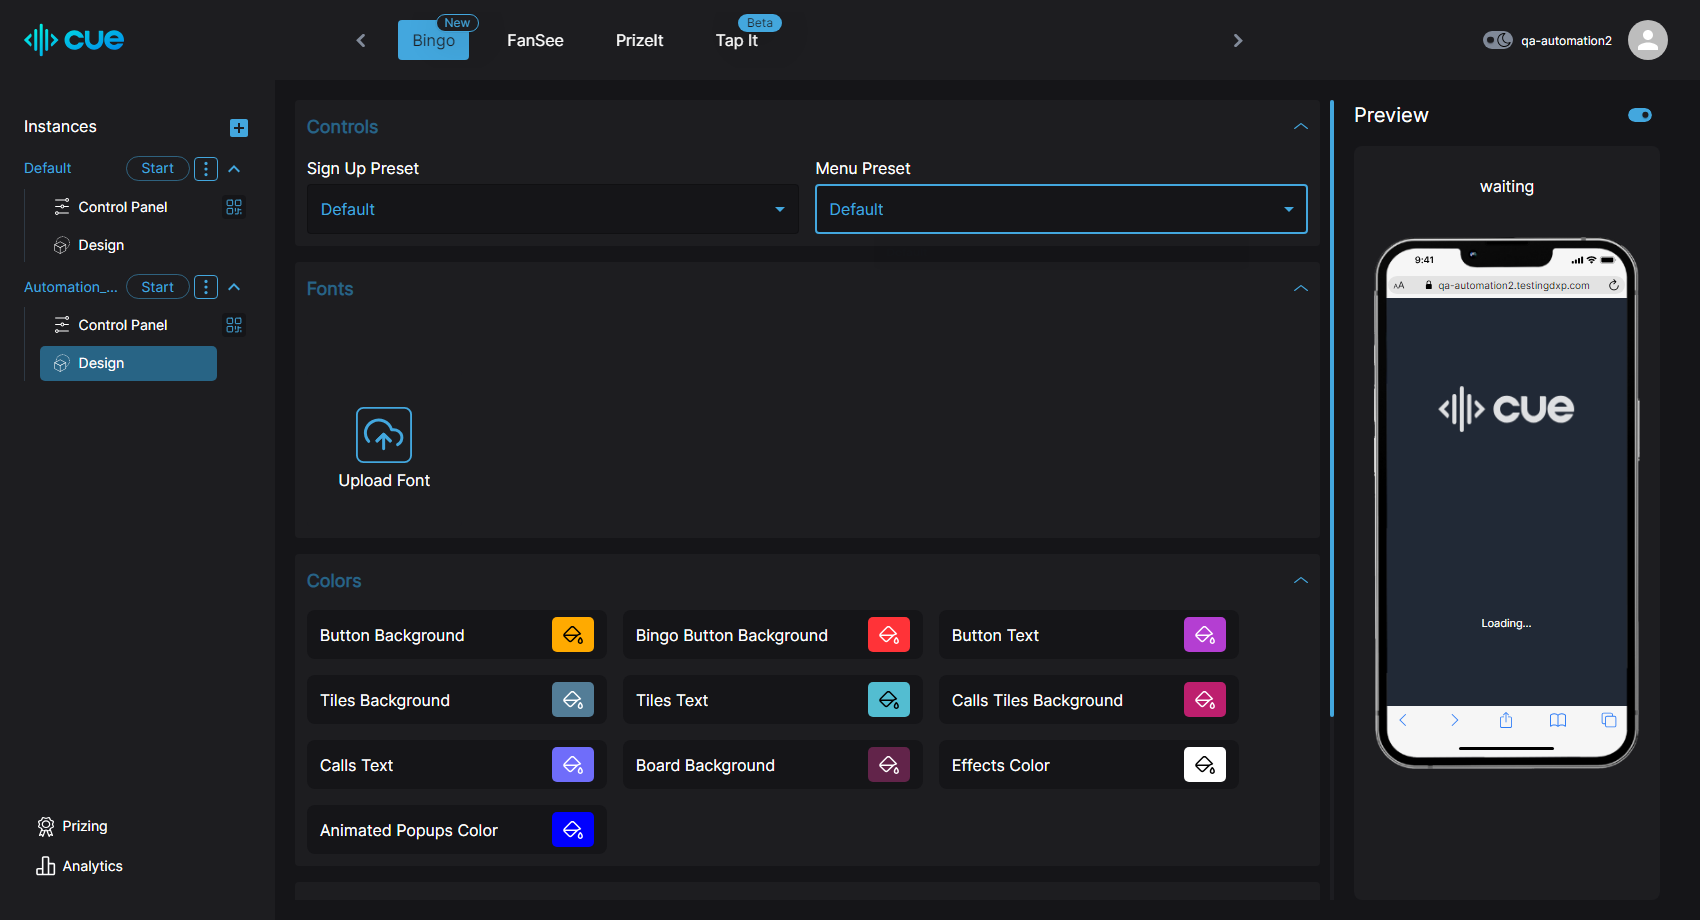 cue
New
Bingo
FanSee
PrizeIt
Beta
Tap It
qa-automation2
Instances
Default
Start
Control Panel
Design
Automation_...
Start
Control Panel
Design
Prizing
Analytics
Controls
Sign Up Preset
Default
Menu Preset
Default
Fonts
Upload Font
Colors
Button Background
Bingo Button Background
Button Text
Tiles Background
Tiles Text
Calls Tiles Background
Calls Text
Board Background
Effects Color
Animated Popups Color
Preview
waiting
9:41
AA
qa-automation2.testingdxp.com
cue
Loading...